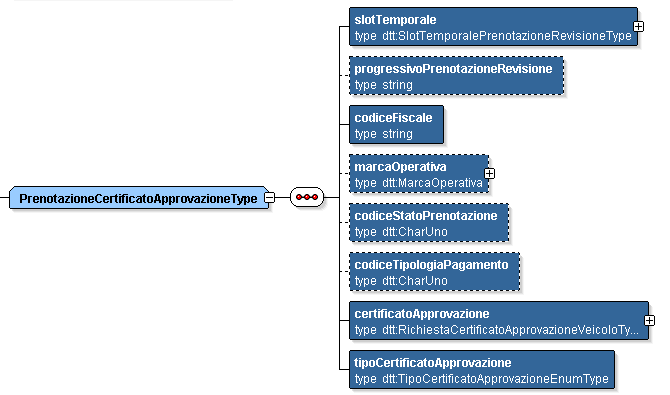 slotTemporale
type dtt:SlotTemporalePrenotazioneRevisioneType
progressivoPrenotazioneRevisione
type string
codiceFiscale
type string
marcaOperativa
type dtt:MarcaOperativa
PrenotazioneCertificatoApprovazioneType
codiceStatoPrenotazione
type dtt:CharUno
codiceTipologiaPagamento
type dtt:CharUno
certificatoApprovazione
type dtt:RichiestaCertificatoApprovazioneVeicoloTy...
tipoCertificatoApprovazione
type dtt:TipoCertificatoApprovazioneEnumType